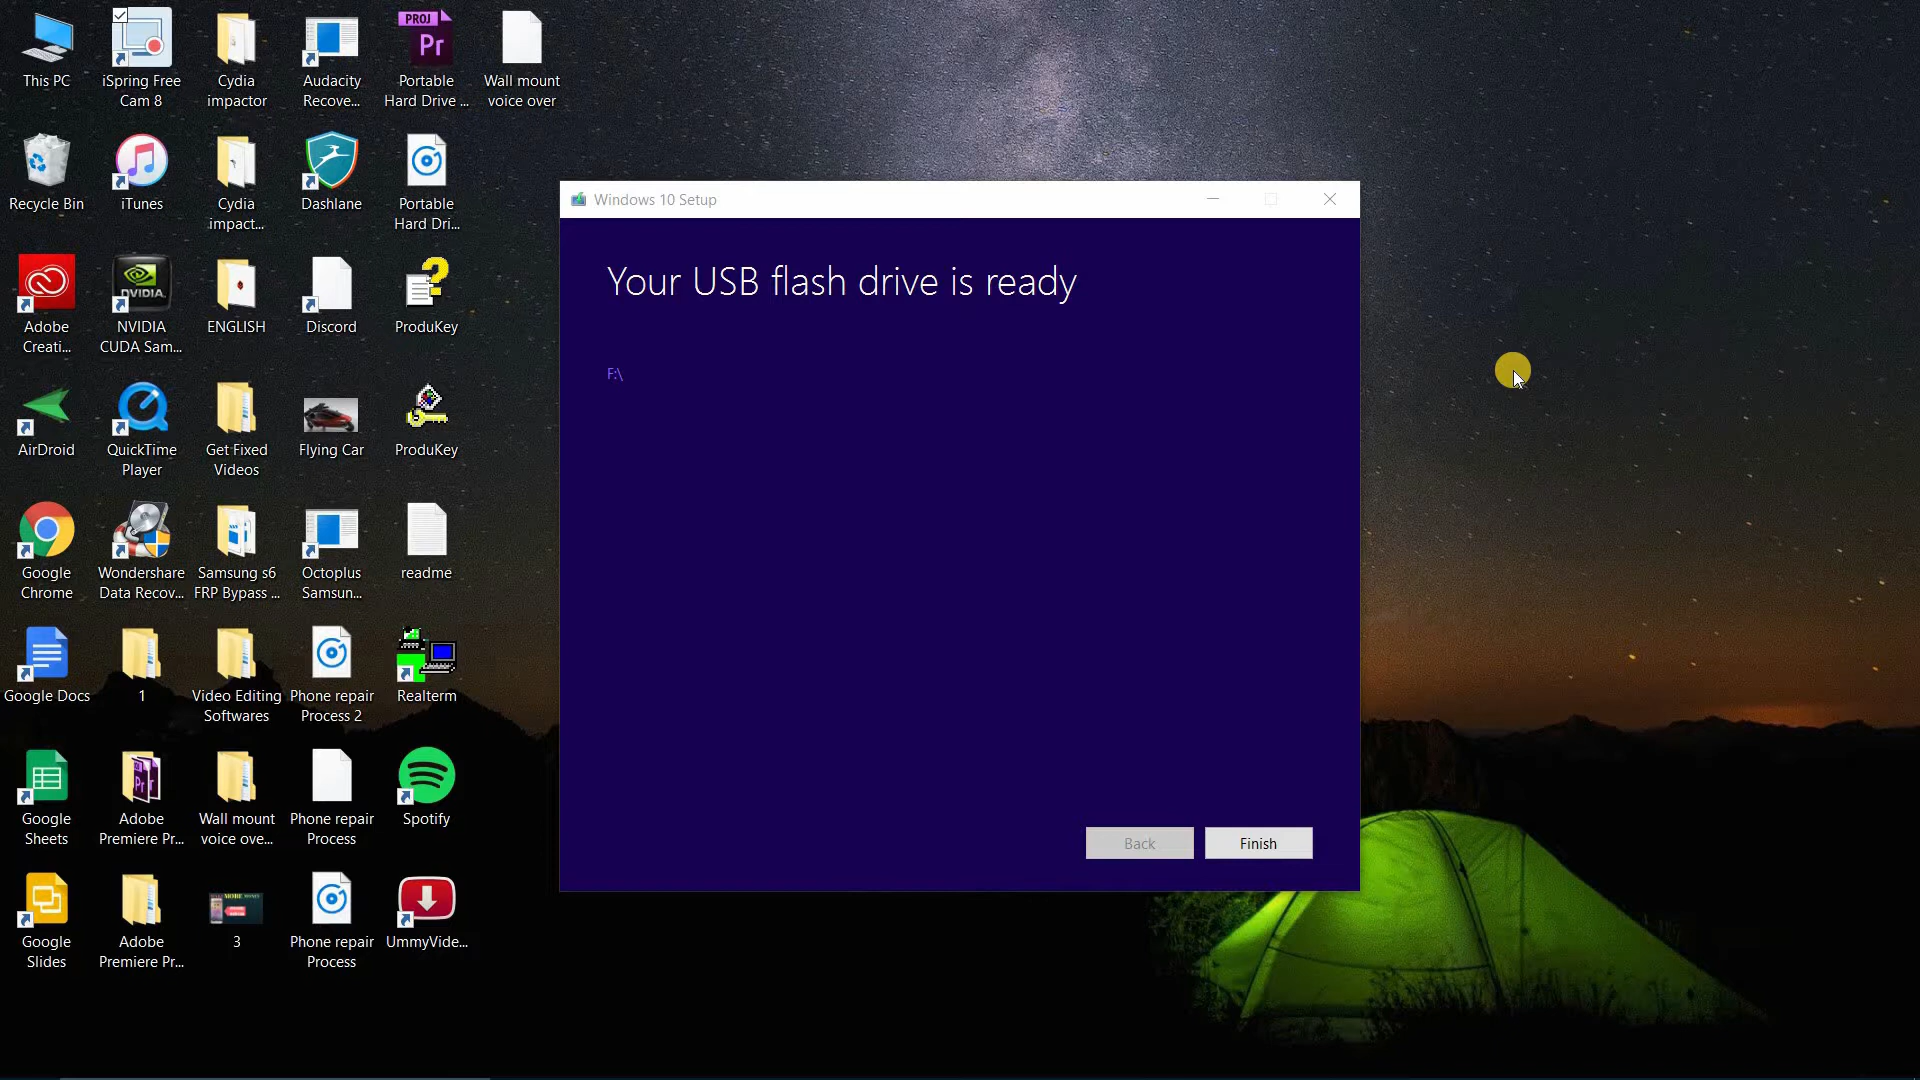 This PC
iSpring Free
Cam 8
Cydia
impactor
Audacity
Recove...
PROJ
Pr
Portable
Hard Drive ...
Wall mount
voice over
Recycle Bin
iTunes
Cydia
impact...
Dashlane
Portable
Hard Dri...
Windows 10 Setup
Your USB flash drive is ready
F:\
Back
Finish
Adobe
Creati...
NVIDIA.
NVIDIA
CUDA Sam...
ENGLISH
Discord
ProduKey
AirDroid
QuickTime
Player
Get Fixed
Videos
Flying Car
ProduKey
Google
Chrome
Wondershare
Data Recov...
Samsung s6
FRP Bypass ...
Octoplus
Samsun...
readme
Google Docs
1
Video Editing
Softwares
Phone repair
Process 2
Realterm
Google
Sheets
Pr
Adobe
Premiere Pr...
Wall mount
voice ove...
Phone repair
Process
Spotify
Google
Slides
Adobe
Premiere Pr...
3
Phone repair
Process
UmmyVide...